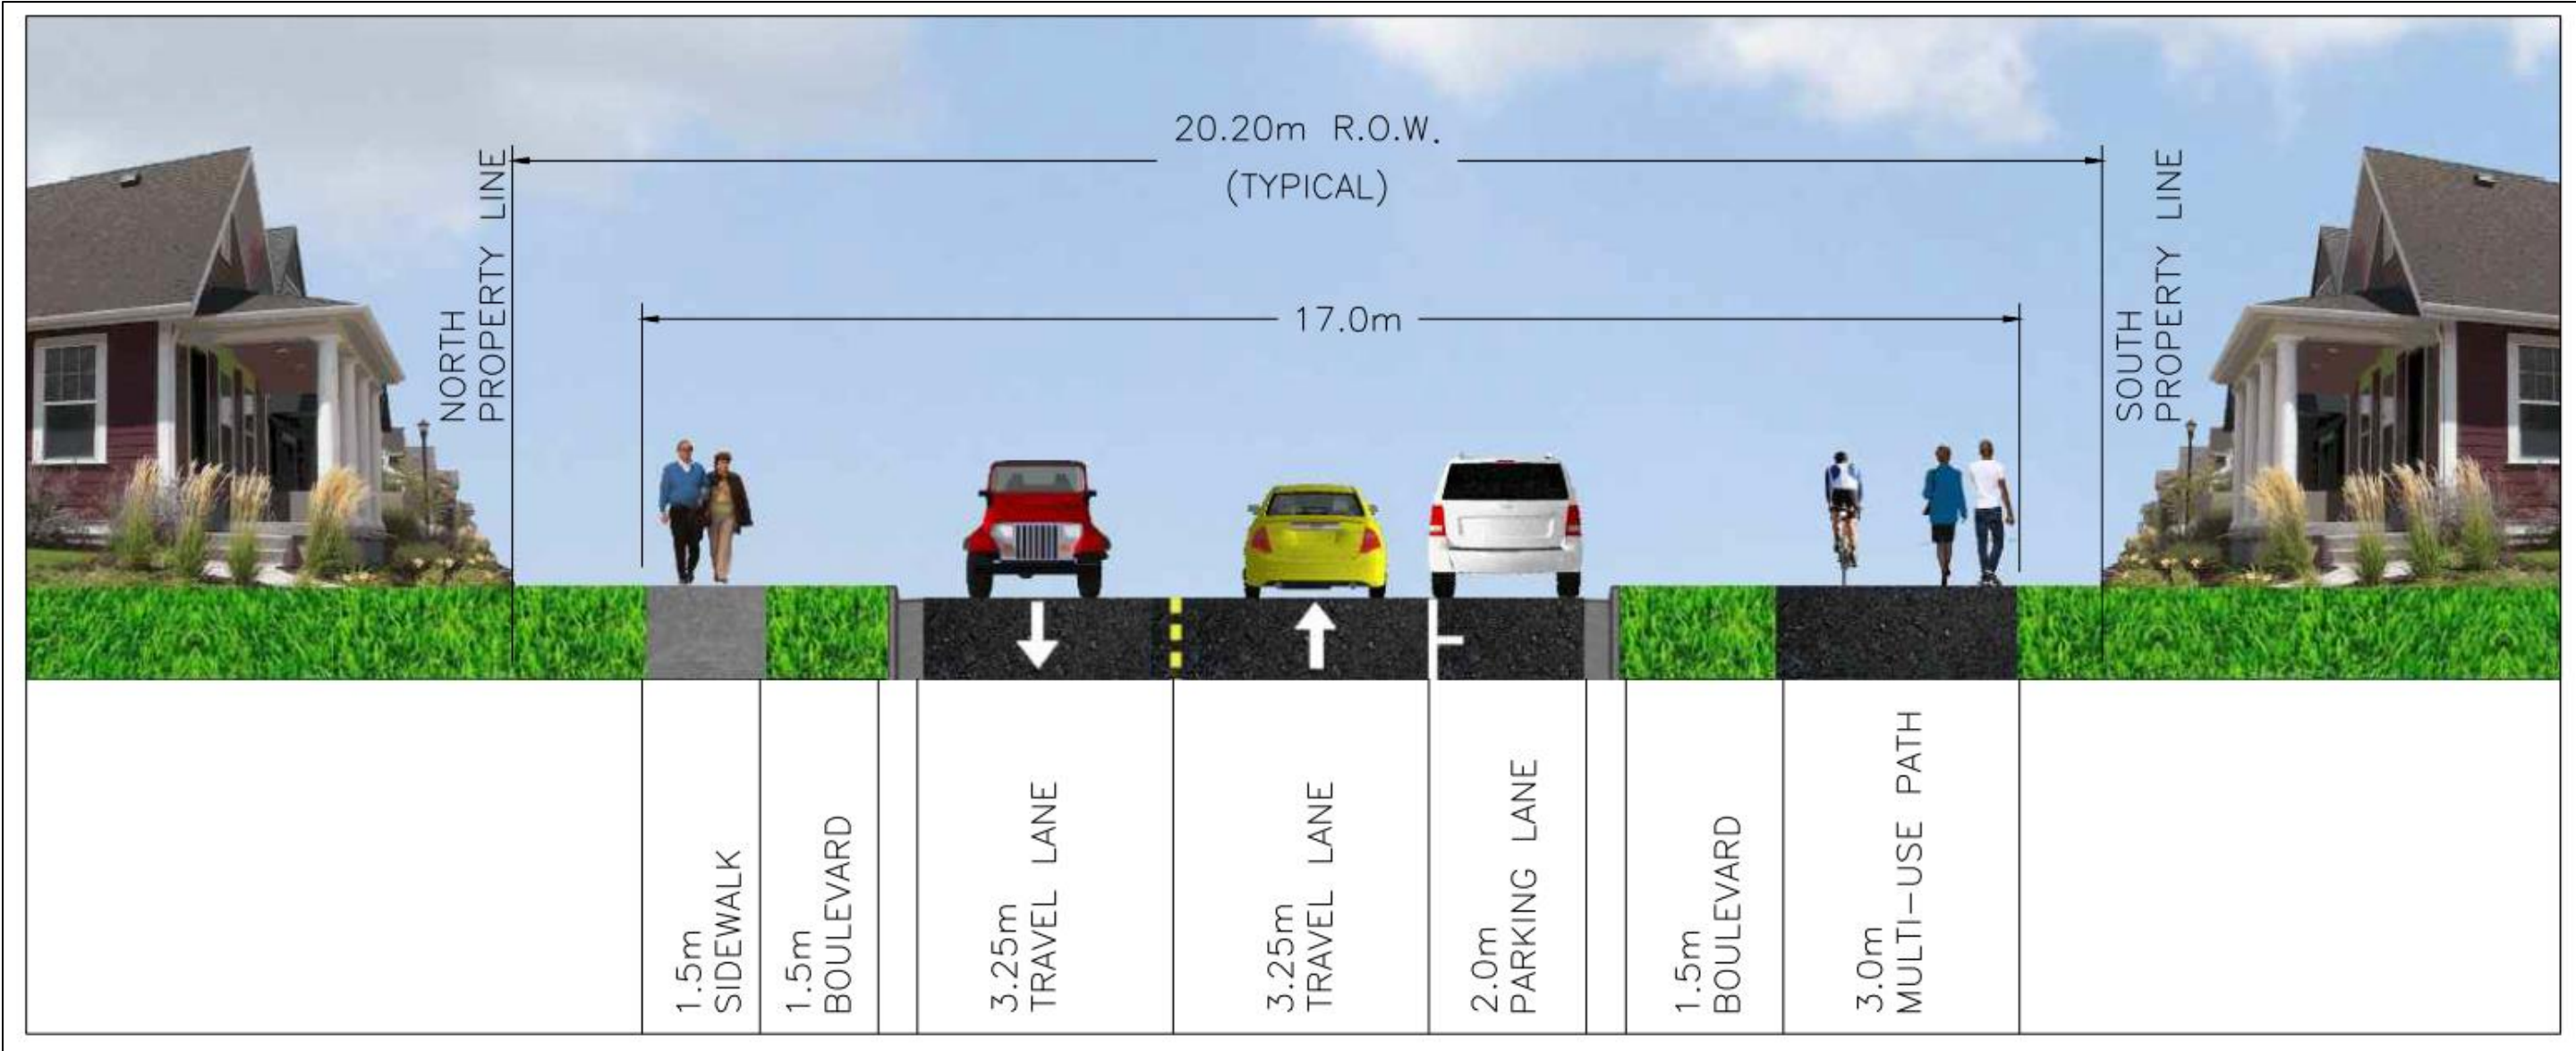 20.20m R.O.W.
(TYPICAL)
NORTH
PROPERTY LINE
SOUTH
PROPERTY LINE
17.0m
1.5m
SIDEWALK
1.5m
BOULEVARD
3.25m
TRAVEL LANE
3.25m
TRAVEL LANE
2.0m
PARKING LANE
1.5m
BOULEVARD
3.0m
MULTI-USE PATH